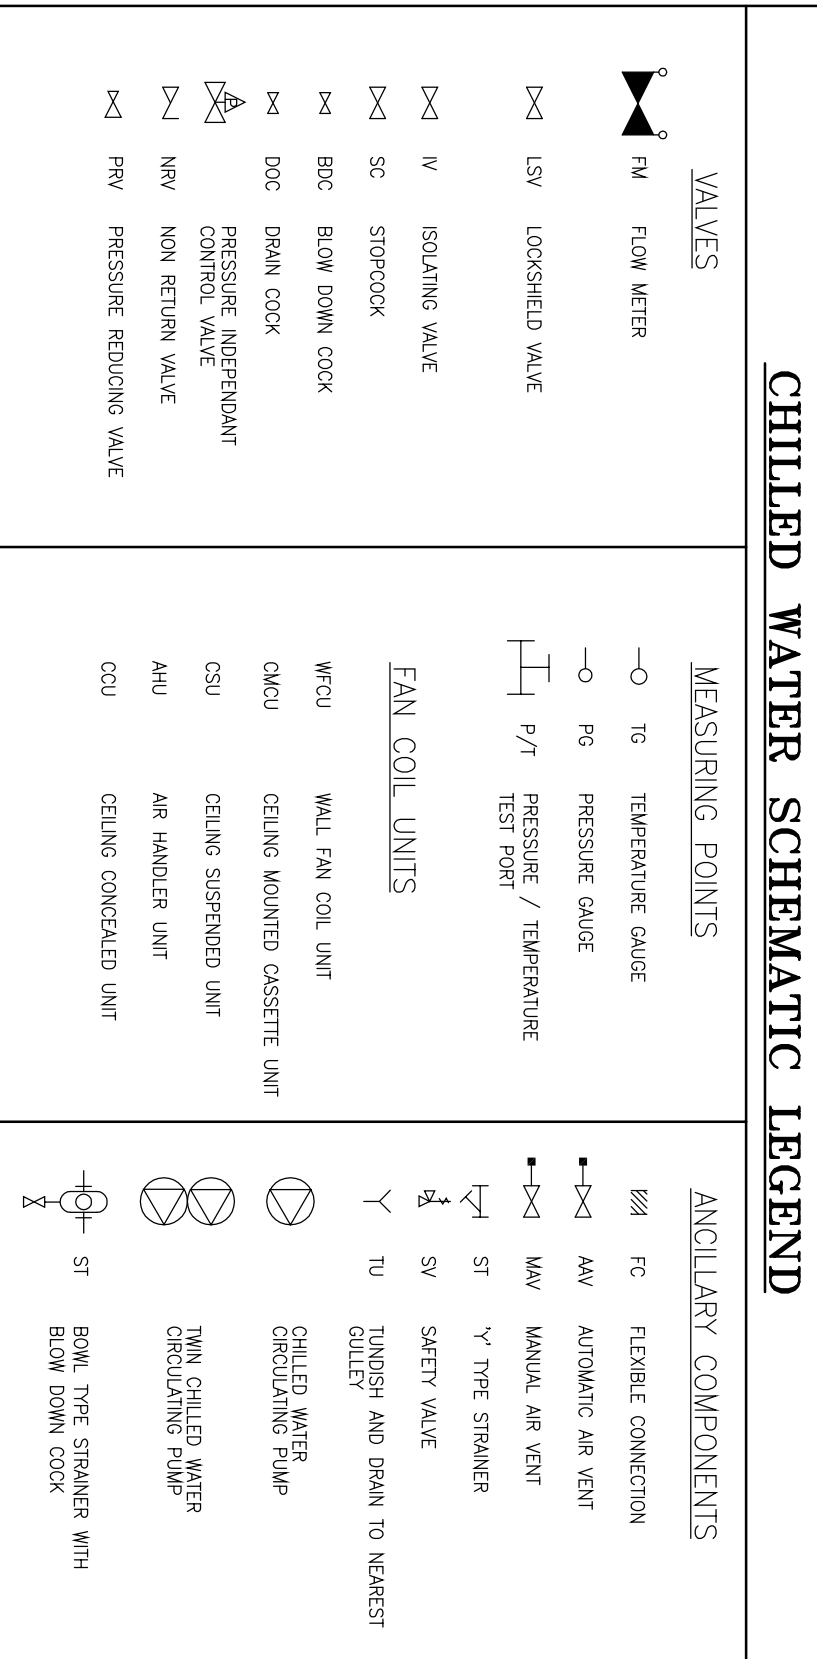 CHILLED WATER SCHEMATIC LEGEND
VALVES
FM FLOW METER
LSV LOCKSHIELD VALVE
IV ISOLATING VALVE
SC STOPCOCK
BDC BLOW DOWN COCK
DOC DRAIN COCK
P PRESSURE INDEPENDANT
CONTROL VALVE
NRV NON RETURN VALVE
PRV PRESSURE REDUCING VALVE
MEASURING POINTS
TG TEMPERATURE GAUGE
PG PRESSURE GAUGE
P/T PRESSURE / TEMPERATURE
TEST PORT
FAN COIL UNITS
WFCU WALL FAN COIL UNIT
CMCU CEILING MOUNTED CASSETTE UNIT
CSU CEILING SUSPENDED UNIT
AHU AIR HANDLER UNIT
CCU CEILING CONCEALED UNIT
ANCILLARY COMPONENTS
FC FLEXIBLE CONNECTION
AAV AUTOMATIC AIR VENT
MAV MANUAL AIR VENT
ST 'Y' TYPE STRAINER
SV SAFETY VALVE
TU TUNDISH AND DRAIN TO NEAREST
GULLEY
CHILLED WATER
CIRCULATING PUMP
TWIN CHILLED WATER
CIRCULATING PUMP
ST BOWL TYPE STRAINER WITH
BLOW DOWN COCK